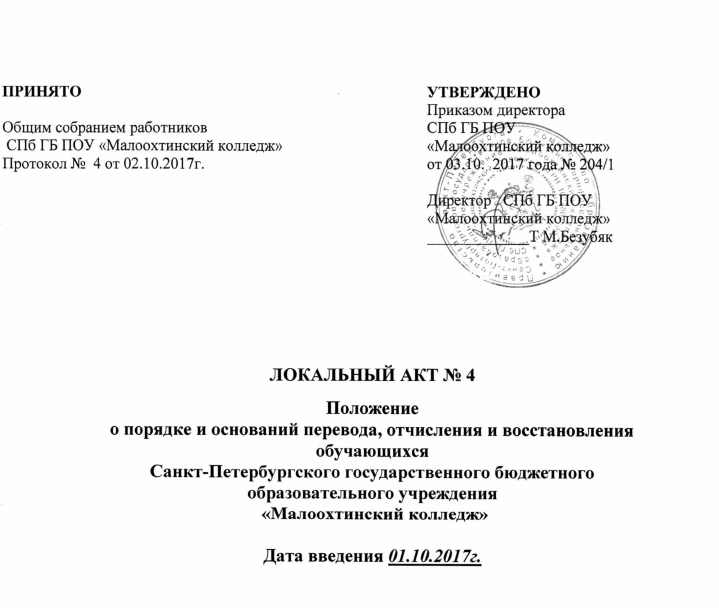 ПРИНЯТО
Общим собранием работников
СПб ГБ ПОУ «Малоохтинский колледж»
Протокол № 4 от 02.10.2017г.
УТВЕРЖДЕНО
Приказом директора
СПб ГБ ПОУ
«Малоохтинский колледж»
от 03.10. 2017 года № 204/1
Директор СПб ГБ ПОУ
«Малоохтинский колледж»
____________Т М.Безубяк
ЛОКАЛЬНЫЙ АКТ № 4
Положение
о порядке и оснований перевода, отчисления и восстановления
обучающихся
Санкт-Петербургского государственного бюджетного
образовательного учреждения
«Малоохтинский колледж»
Дата введения 01.10.2017г.